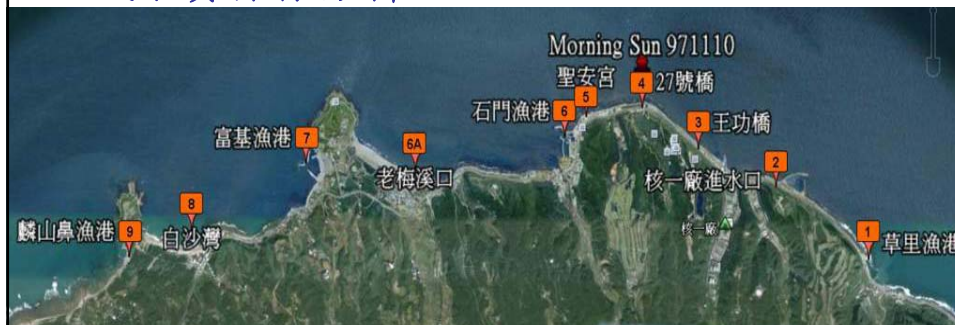 Morning Sun 971110
聖安宮
4
27號橋
5
石門漁港
6
3
王功橋
富基漁港
7
6A
老梅溪口
2
核一廠進水口
8
白沙灣
麟山鼻漁港
9
核一廠
1
草里漁港